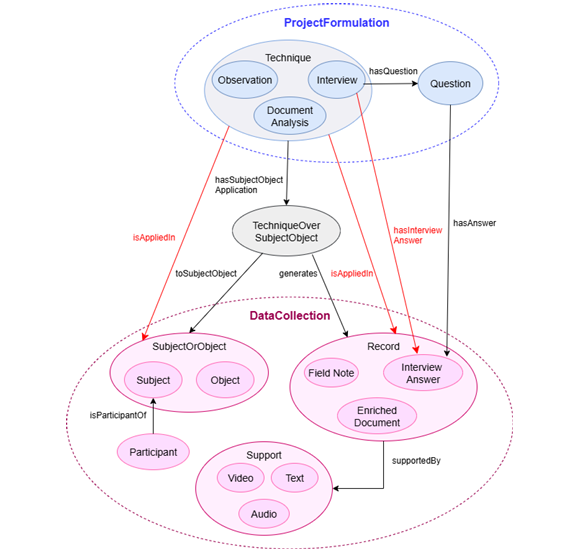 ProjectFormulation
Technique
Observation
Interview
hasQuestion
Question
Document
Analysis
hasSubjectObject
Application
isAppliedIn
TechniqueOver
SubjectObject
hasInterview
Answer
hasAnswer
toSubjectObject
generates
isAppliedIn
DataCollection
SubjectOrObject
Record
Subject
Object
Field Note
Interview
Answer
isParticipantOf
Enriched
Document
Participant
Support
supportedBy
Video
Text
Audio